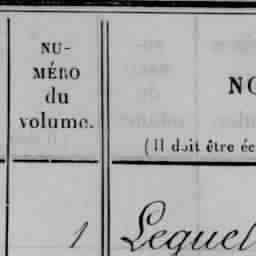 NU-
MÉRO
du
volume.
NO
(Il doit être éc
1 Lequel